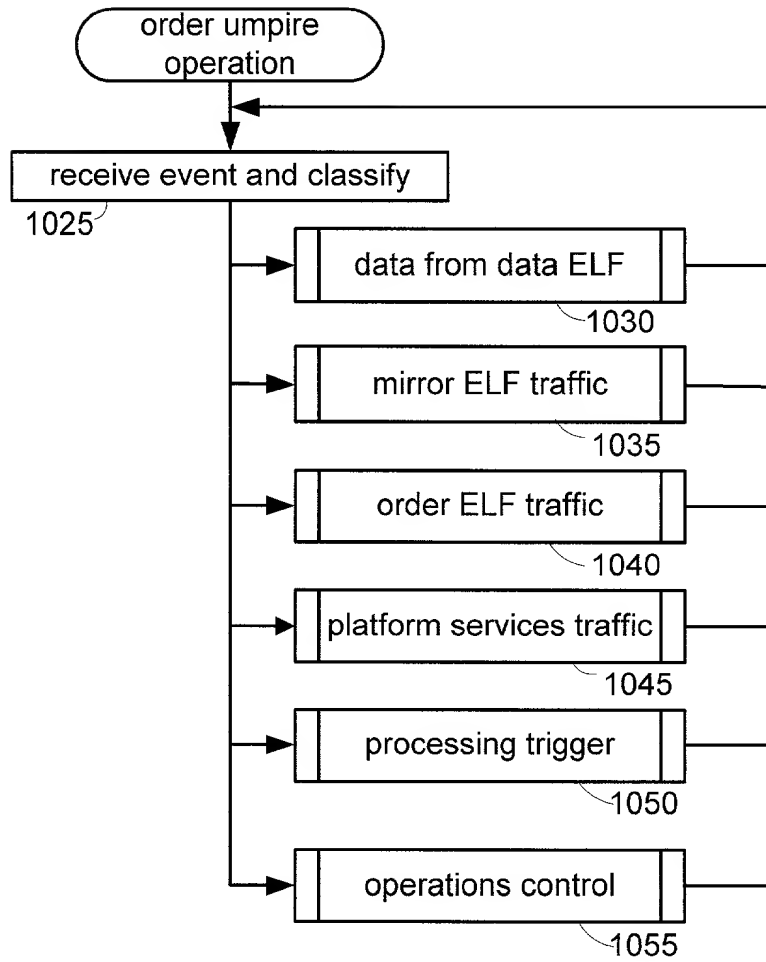 order umpire
operation
receive event and classify
1025
data from data ELF
1030
mirror ELF traffic
1035
order ELF traffic
1040
platform services traffic
1045
processing trigger
1050
operations control
1055